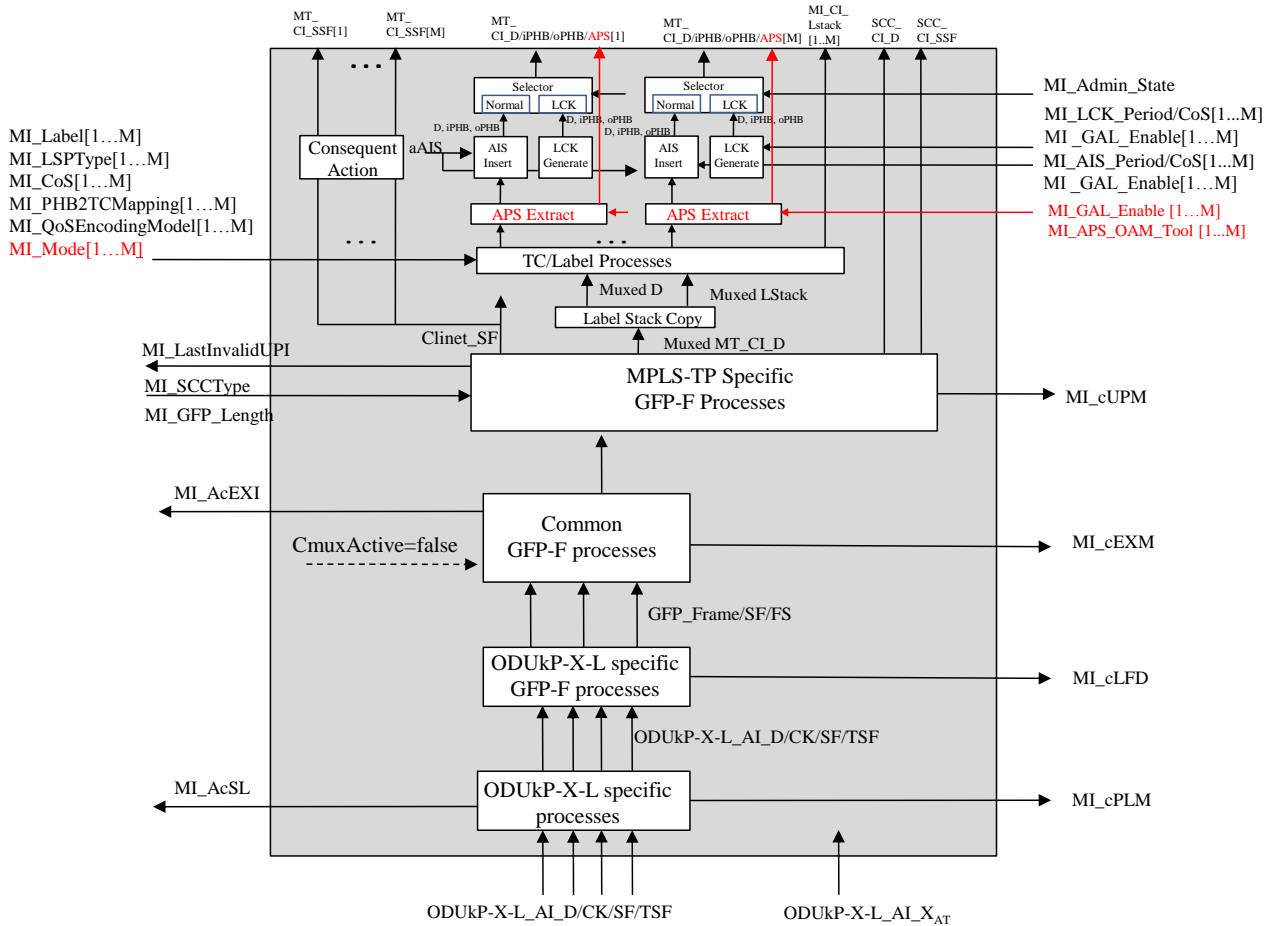 MT_
CI_SSF[1]
MT_
CI_SSF[M]
MT_
CI_D/iPHB/oPHB/APS[1]
MT_
CI_D/iPHB/oPHB/APS[M]
MI_CI_
Lstack
[1..M]
SCC_
CI_D
SCC_
CI_SSF
. . .
Selector
Normal
LCK
Selector
Normal
LCK
MI_Admin_State
MI_LCK_Period/CoS[1...M]
MI _GAL_Enable[1…M]
MI_AIS_Period/CoS[1...M]
MI _GAL_Enable[1…M]
MI_GAL_Enable [1…M]
MI_APS_OAM_Tool [1...M]
D, iPHB, oPHB
D, iPHB, oPHB
D, iPHB, oPHB
D, iPHB, oPHB
MI_Label[1…M]
MI_LSPType[1…M]
MI_CoS[1…M]
MI_PHB2TCMapping[1…M]
MI_QoSEncodingModel[1…M]
MI_Mode[1…M]
Consequent
Action
aAIS
AIS
Insert
LCK
Generate
AIS
Insert
LCK
Generate
APS Extract
APS Extract
. . .
. . .
TC/Label Processes
Muxed D
Muxed LStack
Label Stack Copy
Clinet_SF
Muxed MT_CI_D
MI_LastInvalidUPI
MI_SCCType
MI_GFP_Length
MPLS-TP Specific
GFP-F Processes
MI_cUPM
MI_AcEXI
Common
GFP-F processes
CmuxActive=false
MI_cEXM
GFP_Frame/SF/FS
ODUkP-X-L specific
GFP-F processes
MI_cLFD
ODUkP-X-L_AI_D/CK/SF/TSF
MI_AcSL
ODUkP-X-L specific
processes
MI_cPLM
ODUkP-X-L_AI_D/CK/SF/TSF
ODUkP-X-L_AI_XAT